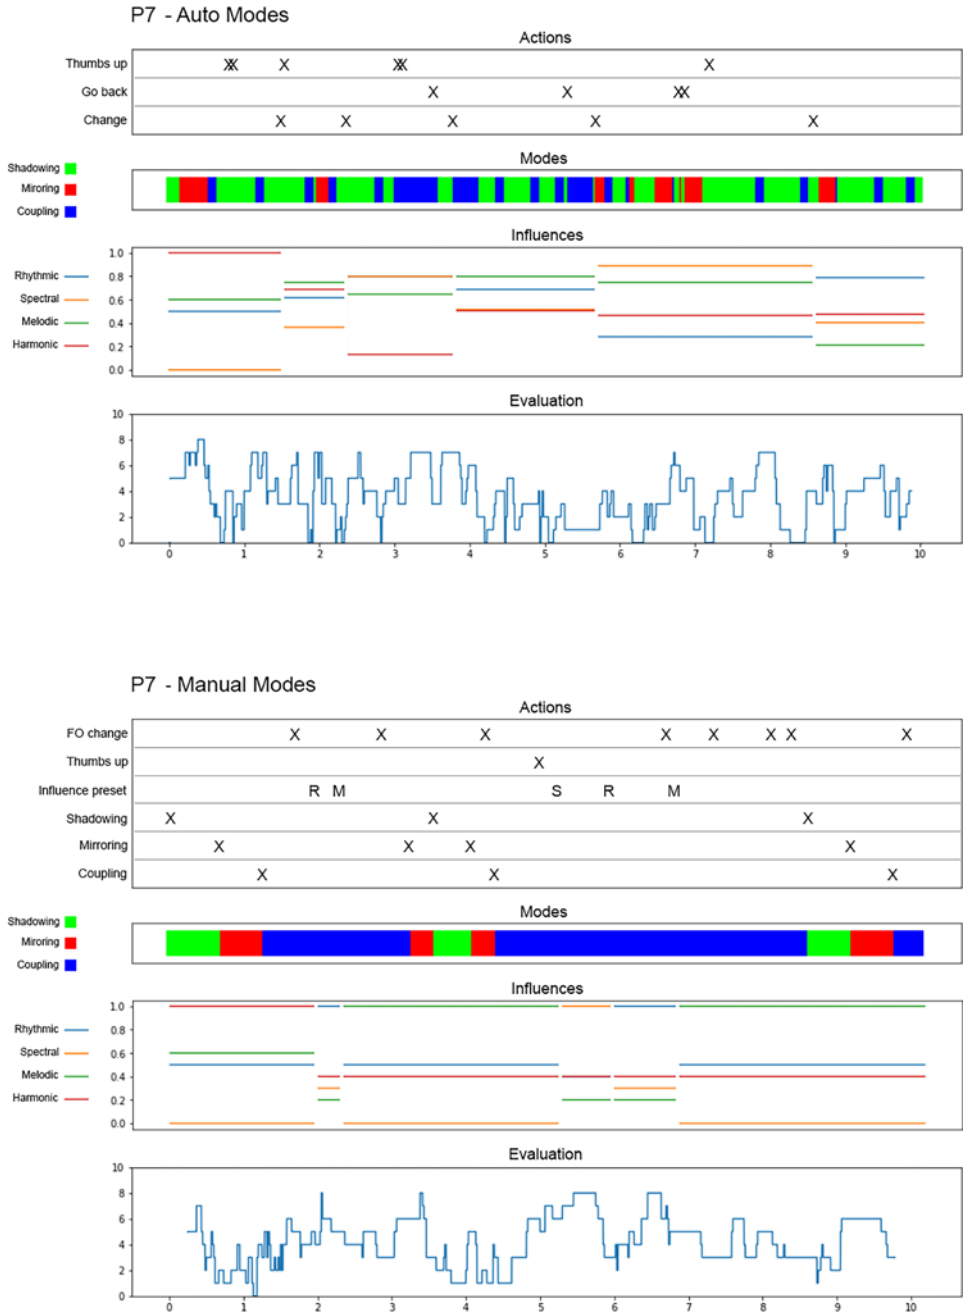 P7 - Auto Modes
Actions
Thumbs up XX X XX X
Go back X X XX
Change X X X X X
Modes
Shadowing
Miroring
Coupling
Influences
1.0
0.8
Rhythmic
Spectral 0.6
Melodic 0.4
Harmonic 0.2
0.0
Evaluation
10
8
6
4
2
0
0 1 2 3 4 5 6 7 8 9 10
P7 - Manual Modes
Actions
FO change X X X X X X X X
Thumbs up X
Influence preset R M S R M
Shadowing X X X
Mirroring X X X X
Coupling X X X
Modes
Shadowing
Miroring
Coupling
Influences
1.0
Rhythmic 0.8
Spectral 0.6
Melodic 0.4
Harmonic 0.2
0.0
Evaluation
10
8
6
4
2
0
0 1 2 3 4 5 6 7 8 9 10